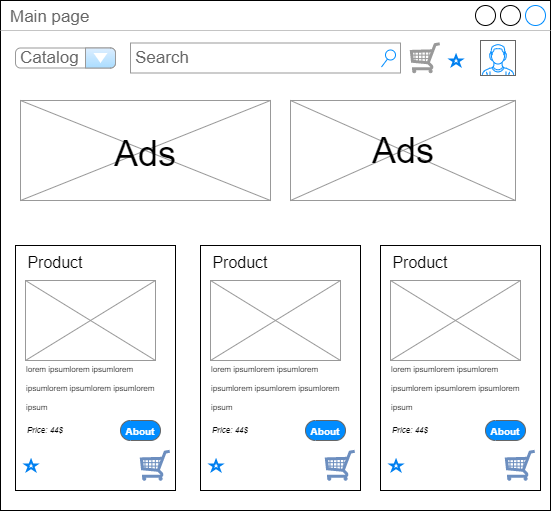 Main page
Catalog
Search
Ads
Ads
Product
lorem ipsumlorem ipsumlorem
ipsumlorem ipsumlorem ipsumlorem
ipsum
Price: 44$
About
Product
lorem ipsumlorem ipsumlorem
ipsumlorem ipsumlorem ipsumlorem
ipsum
Price: 44$
About
Product
lorem ipsumlorem ipsumlorem
ipsumlorem ipsumlorem ipsumlorem
ipsum
Price: 44$
About